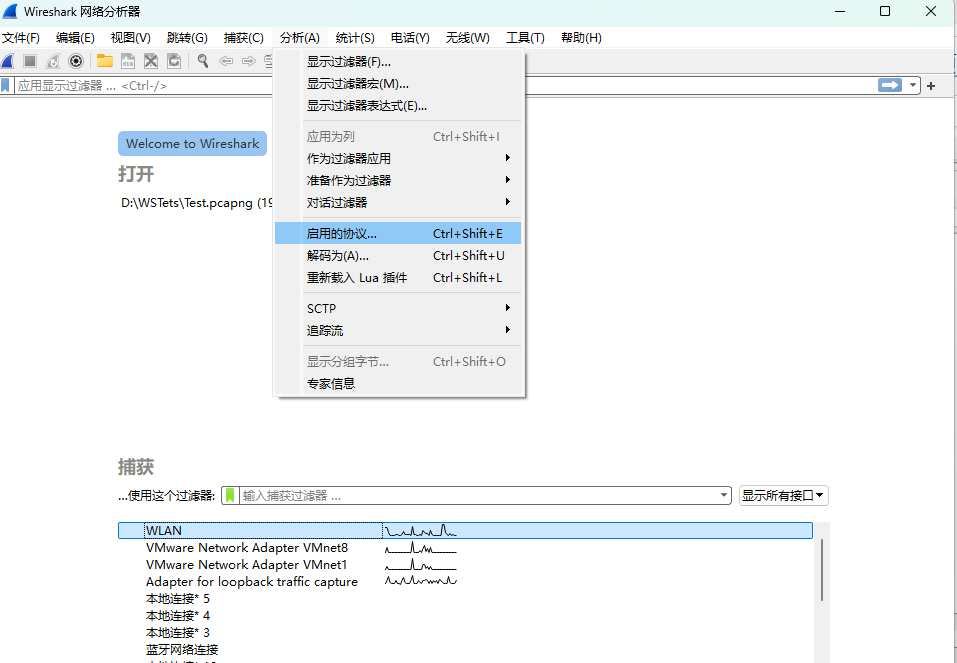 Wireshark 网络分析器
文件(F) 编辑(E) 视图(V) 跳转(G) 捕获(C) 分析(A) 统计(S) 电话(Y) 无线(W) 工具(T) 帮助(H)
应用显示过滤器 … <Ctrl-/>
显示过滤器(F)...
显示过滤器宏(M)...
显示过滤器表达式(E)...
应用为列 Ctrl+Shift+I
作为过滤器应用
准备作为过滤器
对话过滤器
启用的协议... Ctrl+Shift+E
解码为(A)... Ctrl+Shift+U
重新载入 Lua 插件 Ctrl+Shift+L
SCTP
追踪流
显示分组字节... Ctrl+Shift+O
专家信息
Welcome to Wireshark
打开
D:\WSTets\Test.pcapng (19
捕获
…使用这个过滤器: 输入捕获过滤器 … 显示所有接口
WLAN
VMware Network Adapter VMnet8
VMware Network Adapter VMnet1
Adapter for loopback traffic capture
本地连接* 5
本地连接* 4
本地连接* 3
蓝牙网络连接